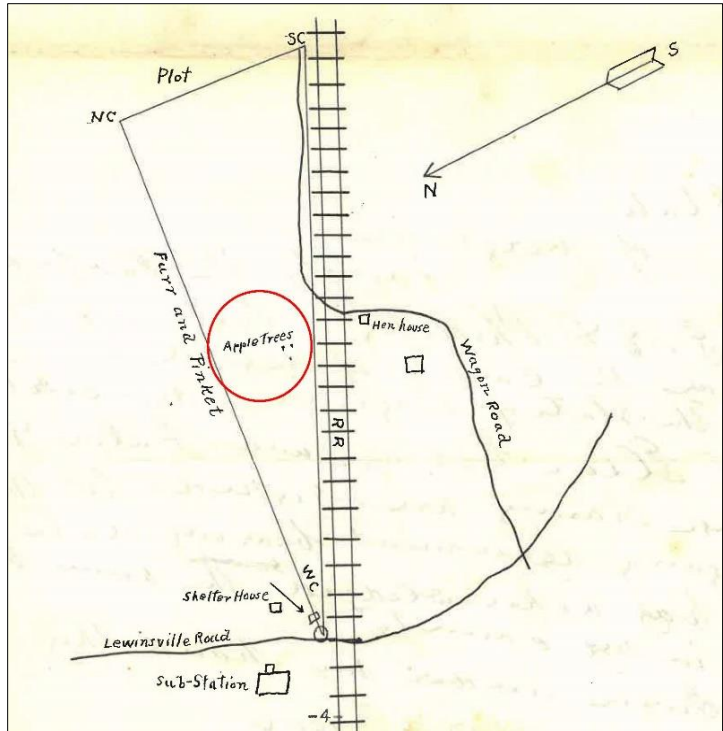 SC
Plot
S
NC
N
Furr and Pinket
Apple Trees
Hen house
Wagon Road
RR
WC
Shelter House
Lewinsville Road
Sub-Station
-4-